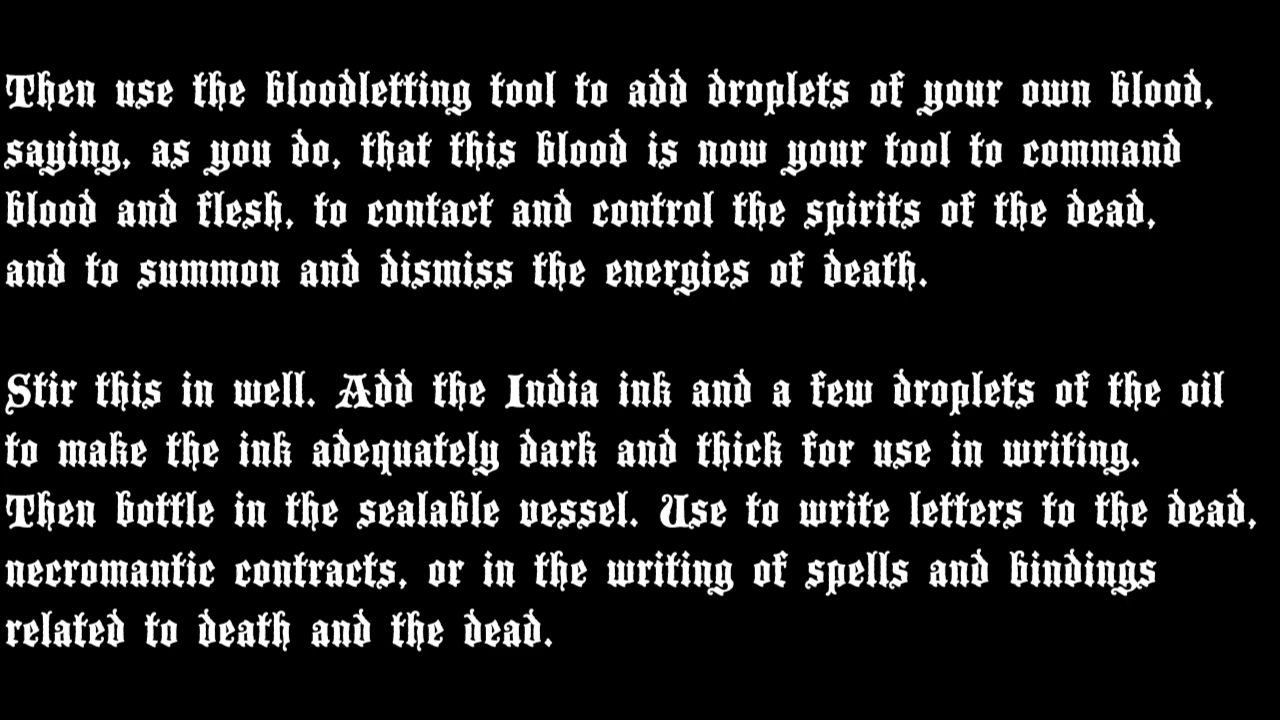 Then use the bloodletting tool to add droplets of your own blood,
saying, as you do, that this blood is now your tool to command
blood and flesh, to contact and control the spirits of the dead,
and to summon and dismiss the energies of death.
Stir this in well. Add the India ink and a few droplets of the oil
to make the ink adequately dark and thick for use in writing.
Then bottle in the sealable vessel. Use to write letters to the dead,
necromantic contracts, or in the writing of spells and bindings
related to death and the dead.